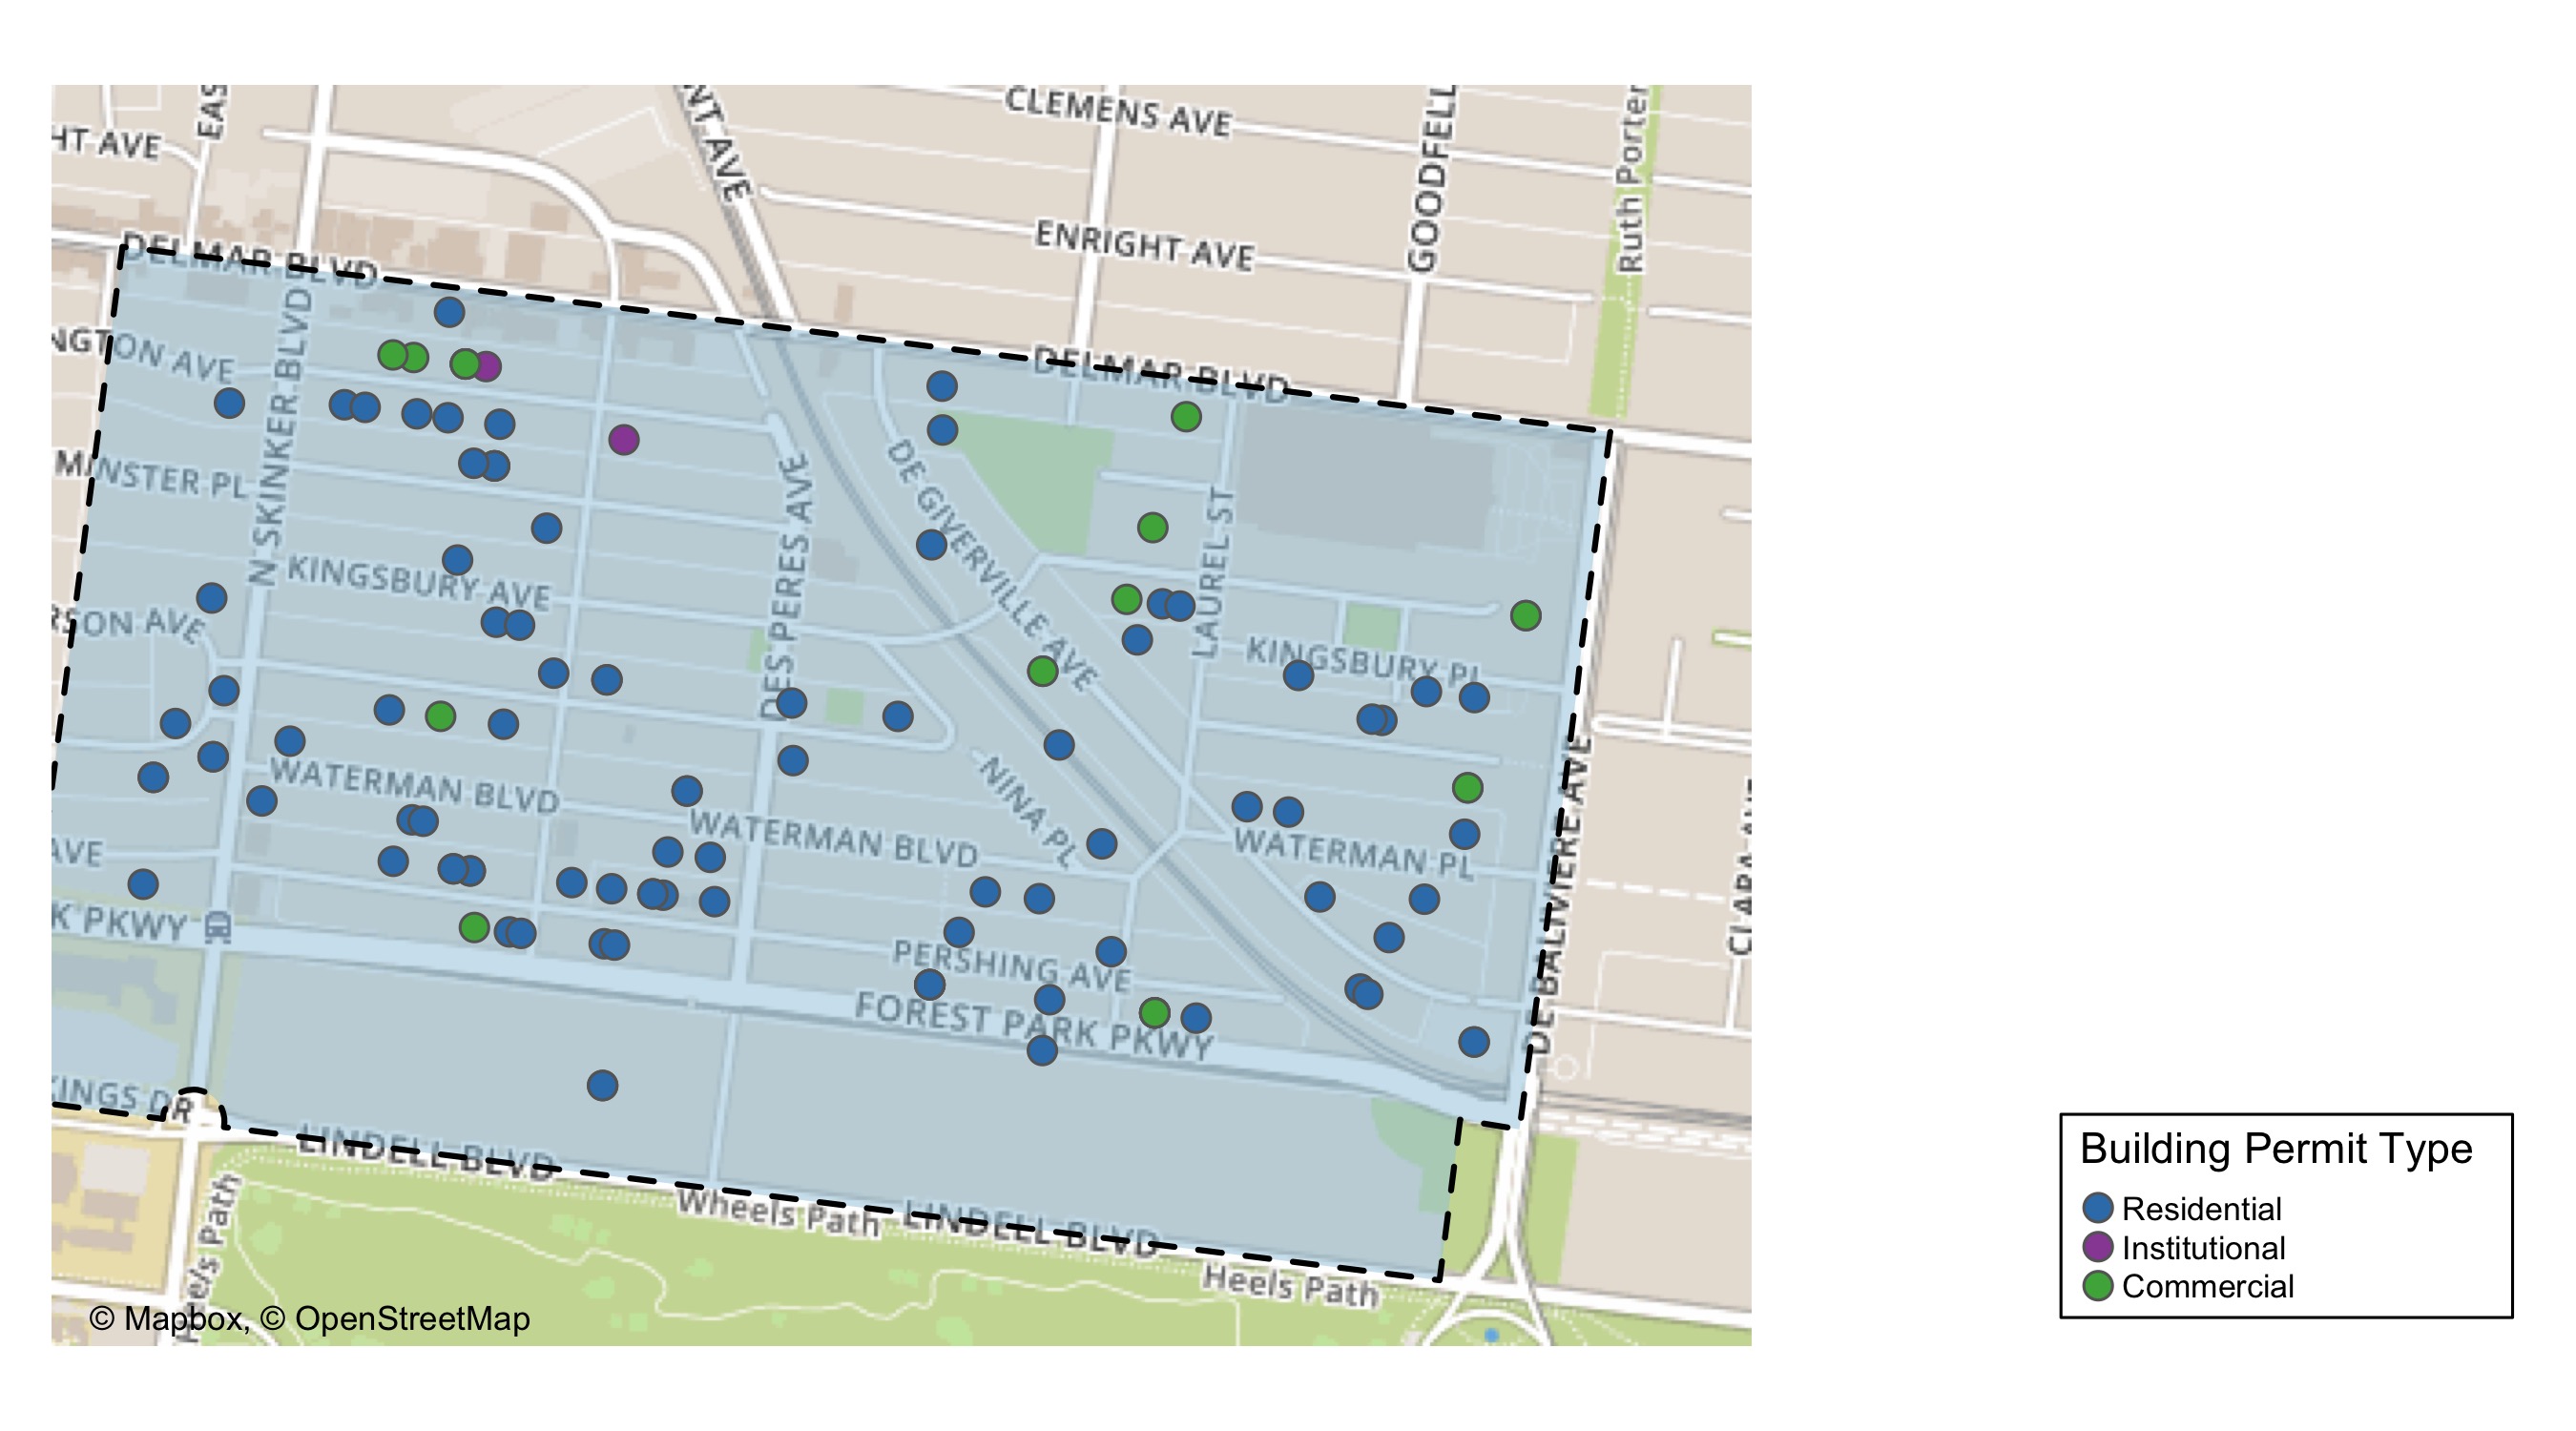 CLEMENS AVE
HT AVE
EAS
NT AVE
GOODFELL
Ruth Porter
ENRIGHT AVE
DELMAR BLVD
DELMAR BLVD
NGTON AVE
N SKINKER BLVD
MINSTER PL
DE GIVERVILLE AVE
LAUREL ST
DES PERES AVE
KINGSBURY AVE
RSON AVE
KINGSBURY PL
WATERMAN BLVD
NINA PL
WATERMAN BLVD
WATERMAN PL
DE BALIVIERE AVE
CLARA AVE
AVE
K PKWY
PERSHING AVE
FOREST PARK PKWY
KINGS DR
LINDELL BLVD
Wheels Path
LINDELL BLVD
Heels Path
Heels Path
© Mapbox, © OpenStreetMap
Building Permit Type
Residential
Institutional
Commercial